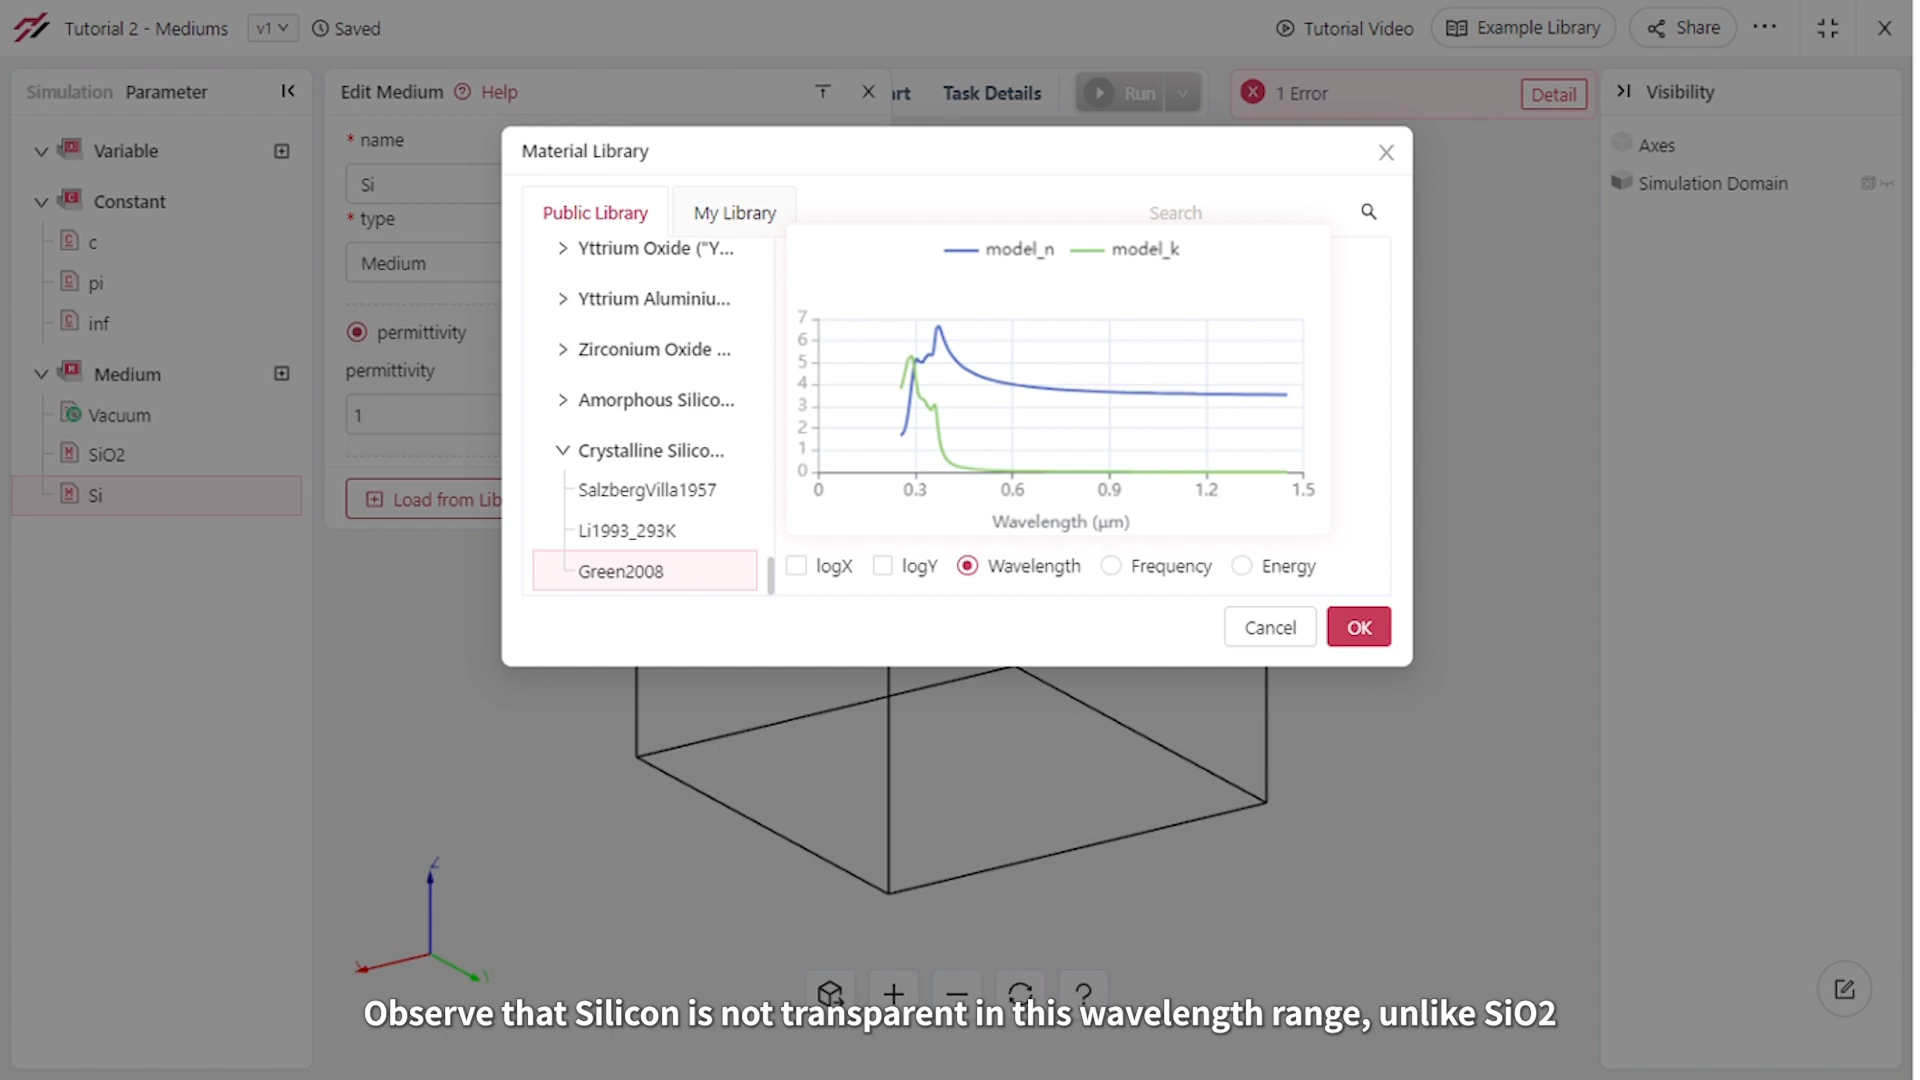 Tutorial 2 - Mediums
v1
Saved
Tutorial Video
Example Library
Share
Simulation
Parameter
Edit Medium
Help
Task Details
Run
1 Error
Detail
Visibility
Variable
Constant
c
pi
inf
Medium
Vacuum
SiO2
Si
* name
Si
* type
Medium
permittivity
permittivity
1
Load from Lib
Axes
Simulation Domain
Material Library
Public Library
My Library
Search
Yttrium Oxide ("Y...
Yttrium Aluminiu...
Zirconium Oxide ...
Amorphous Silico...
Crystalline Silico...
SalzbergVilla1957
Li1993_293K
Green2008
model_n
model_k
7
6
5
4
3
2
1
0
0 0.3 0.6 0.9 1.2 1.5
Wavelength (μm)
logX
logY
Wavelength
Frequency
Energy
Cancel
OK
Z
Y
Observe that Silicon is not transparent in this wavelength range, unlike SiO2